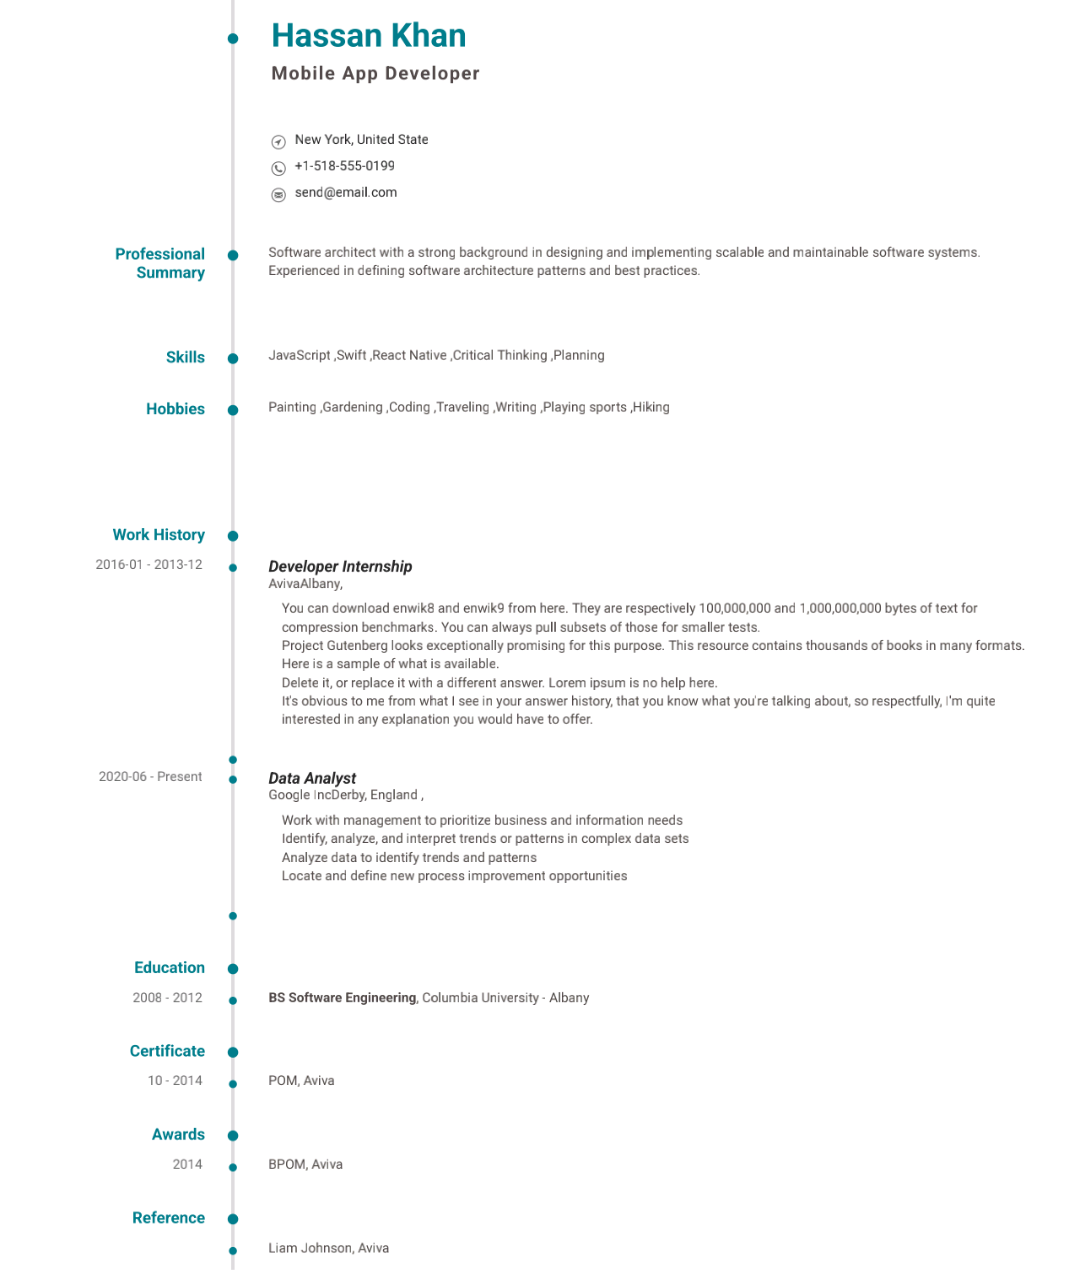 Hassan Khan
Mobile App Developer
New York, United State
+1-518-555-0199
send@email.com
Professional
Summary
Software architect with a strong background in designing and implementing scalable and maintainable software systems.
Experienced in defining software architecture patterns and best practices.
Skills
JavaScript ,Swift ,React Native ,Critical Thinking ,Planning
Hobbies
Painting ,Gardening ,Coding ,Traveling ,Writing ,Playing sports ,Hiking
Work History
2016-01 - 2013-12
Developer Internship
AvivaAlbany,
You can download enwik8 and enwik9 from here. They are respectively 100,000,000 and 1,000,000,000 bytes of text for
compression benchmarks. You can always pull subsets of those for smaller tests.
Project Gutenberg looks exceptionally promising for this purpose. This resource contains thousands of books in many formats.
Here is a sample of what is available.
Delete it, or replace it with a different answer. Lorem ipsum is no help here.
It's obvious to me from what I see in your answer history, that you know what you're talking about, so respectfully, I'm quite
interested in any explanation you would have to offer.
2020-06 - Present
Data Analyst
Google IncDerby, England ,
Work with management to prioritize business and information needs
Identify, analyze, and interpret trends or patterns in complex data sets
Analyze data to identify trends and patterns
Locate and define new process improvement opportunities
Education
2008 - 2012
BS Software Engineering, Columbia University - Albany
Certificate
10 - 2014
POM, Aviva
Awards
2014
BPOM, Aviva
Reference
Liam Johnson, Aviva